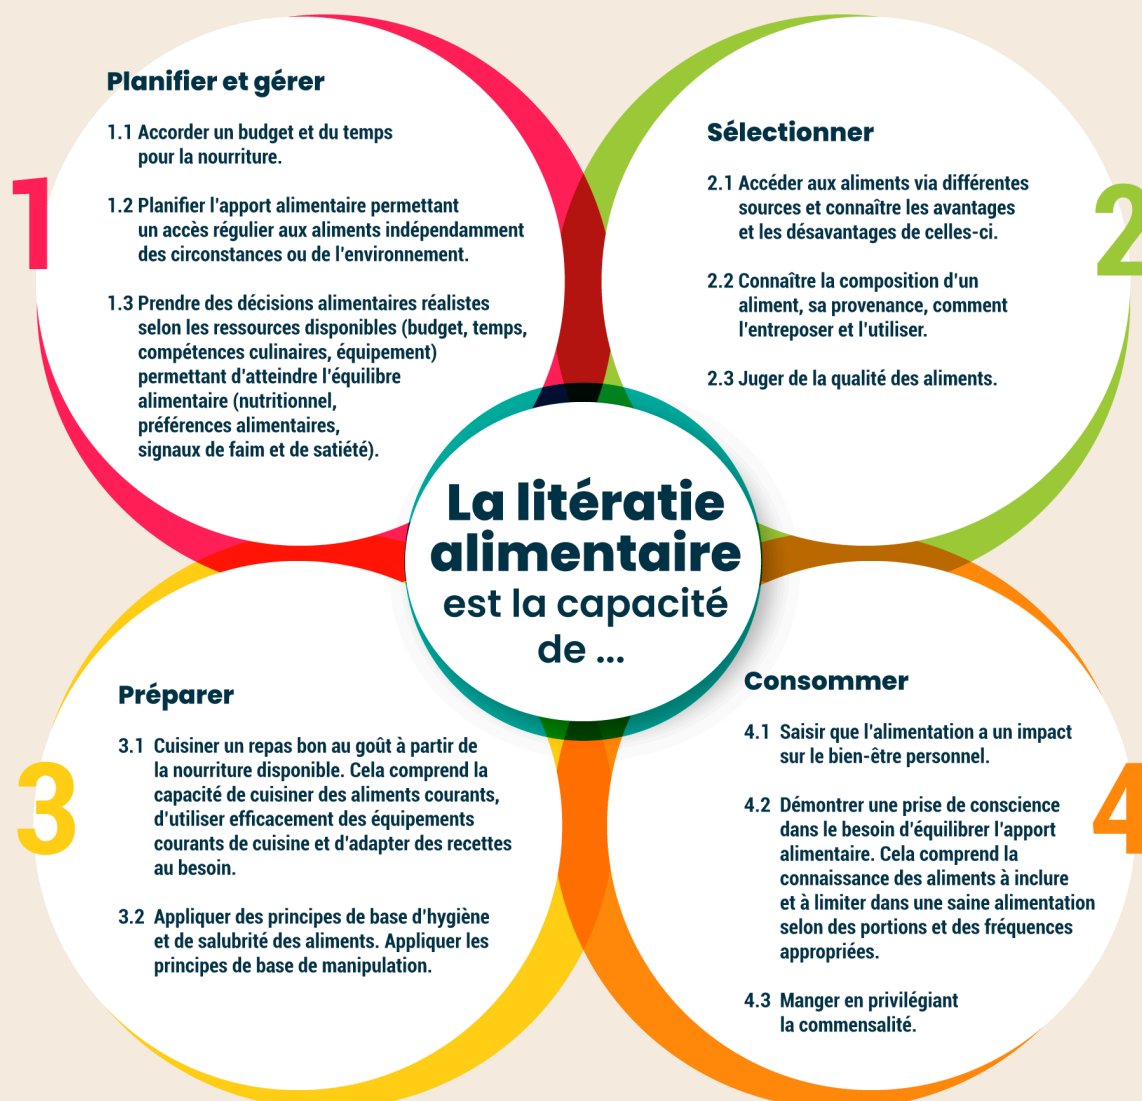 Planifier et gérer
1
1.1 Accorder un budget et du temps
pour la nourriture.
1.2 Planifier l'apport alimentaire permettant
un accès régulier aux aliments indépendamment
des circonstances ou de l'environnement.
1.3 Prendre des décisions alimentaires réalistes
selon les ressources disponibles (budget, temps,
compétences culinaires, équipement)
permettant d'atteindre l'équilibre
alimentaire (nutritionnel,
préférences alimentaires,
signaux de faim et de satiété).
Sélectionner
2
2.1 Accéder aux aliments via différentes
sources et connaître les avantages
et les désavantages de celles-ci.
2.2 Connaître la composition d'un
aliment, sa provenance, comment
l'entreposer et l'utiliser.
2.3 Juger de la qualité des aliments.
La litératie
alimentaire
est la capacité
de ...
Préparer
3
3.1 Cuisiner un repas bon au goût à partir de
la nourriture disponible. Cela comprend la
capacité de cuisiner des aliments courants,
d'utiliser efficacement des équipements
courants de cuisine et d'adapter des recettes
au besoin.
3.2 Appliquer des principes de base d'hygiène
et de salubrité des aliments. Appliquer les
principes de base de manipulation.
Consommer
4
4.1 Saisir que l'alimentation a un impact
sur le bien-être personnel.
4.2 Démontrer une prise de conscience
dans le besoin d'équilibrer l'apport
alimentaire. Cela comprend la
connaissance des aliments à inclure
et à limiter dans une saine alimentation
selon des portions et des fréquences
appropriées.
4.3 Manger en privilégiant
la commensalité.